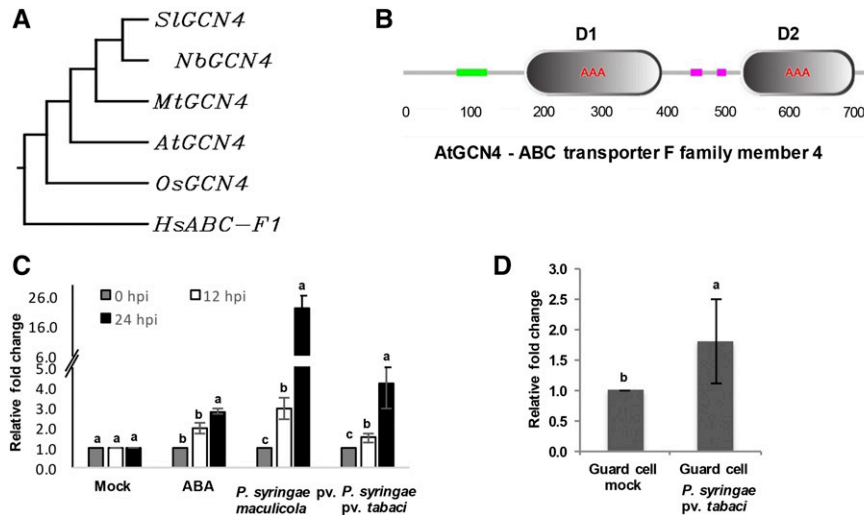 A
SlGCN4
NbGCN4
MtGCN4
AtGCN4
OsGCN4
HsABC-F1
B
D1 D2
AAA AAA
0 100 200 300 400 500 600 700
AtGCN4 - ABC transporter F family member 4
C
Relative fold change
26.0
16.0
6.0
5.0
4.0
3.0
2.0
1.0
0.0
0 hpi 12 hpi
24 hpi
a a a b b a c b a c b a
Mock ABA P. syringae pv. P. syringae
maculicola pv. tabaci
D
Relative fold change
3.0
2.5
2.0
1.5
1.0
0.5
0.0
b a
Guard cell Guard cell
mock P. syringae
pv. tabaci